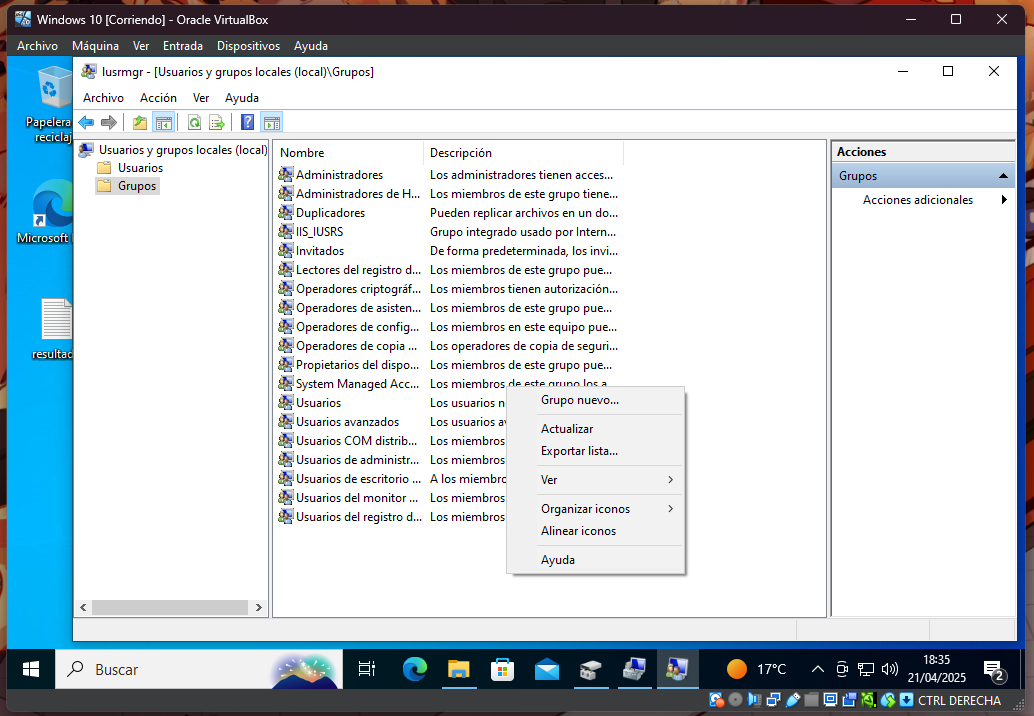 Windows 10 [Corriendo] - Oracle VirtualBox
Archivo Máquina Ver Entrada Dispositivos Ayuda
Papelera
reciclaj
Microsoft
resultad
lusrmgr - [Usuarios y grupos locales (local)\Grupos]
Archivo Acción Ver Ayuda
Usuarios y grupos locales (local)
Usuarios
Grupos
Nombre Descripción
Administradores Los administradores tienen acces...
Administradores de H... Los miembros de este grupo tiene...
Duplicadores Pueden replicar archivos en un do...
IIS_IUSRS Grupo integrado usado por Intern...
Invitados De forma predeterminada, los invi...
Lectores del registro d... Los miembros de este grupo pue...
Operadores criptográf... Los miembros tienen autorización...
Operadores de asisten... Los miembros de este grupo pue...
Operadores de config... Los miembros en este equipo pue...
Operadores de copia ... Los operadores de copia de seguri...
Propietarios del dispo... Los miembros de este grupo pue...
System Managed Acc... Los miembros de este grupo los a...
Usuarios Los usuarios n
Usuarios avanzados Los usuarios av
Usuarios COM distrib... Los miembros
Usuarios de administr... Los miembros
Usuarios de escritorio ... A los miembro
Usuarios del monitor ... Los miembros
Usuarios del registro d... Los miembros
Grupo nuevo...
Actualizar
Exportar lista...
Ver
Organizar iconos
Alinear iconos
Ayuda
Acciones
Grupos
Acciones adicionales
Buscar
17°C
18:35
21/04/2025
2
CTRL DERECHA